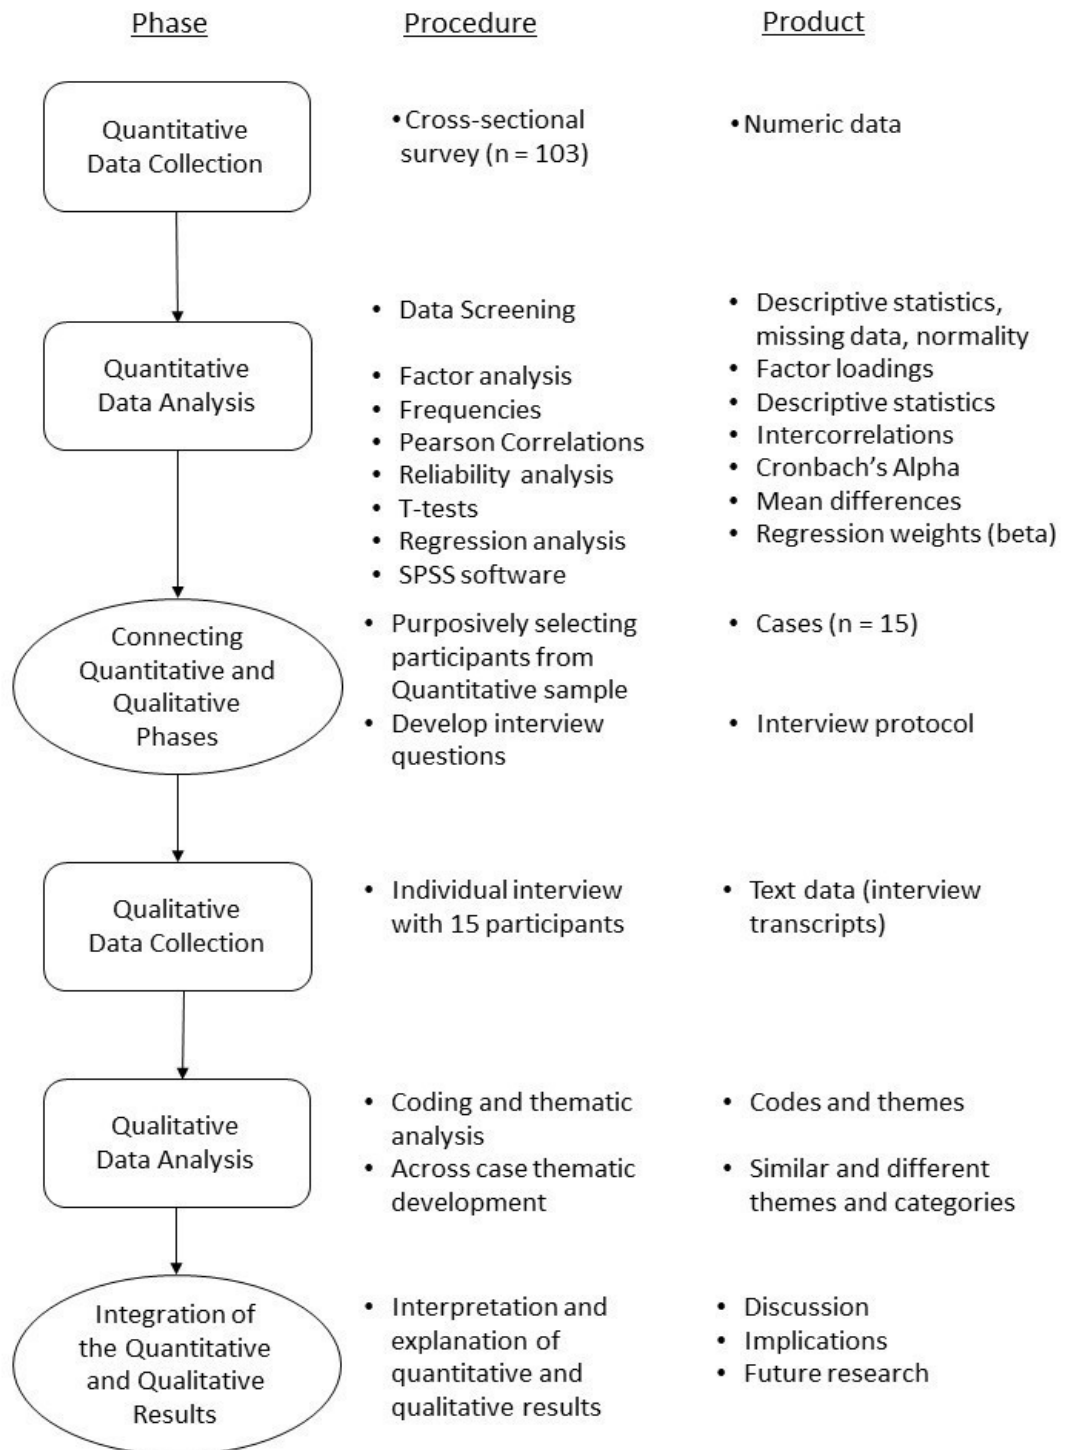 Phase Procedure Product
Quantitative
Data Collection
•Cross-sectional
survey (n = 103)
•Numeric data
Quantitative
Data Analysis
• Data Screening
• Factor analysis
• Frequencies
• Pearson Correlations
• Reliability analysis
• T-tests
• Regression analysis
• SPSS software
• Descriptive statistics,
missing data, normality
• Factor loadings
• Descriptive statistics
• Intercorrelations
• Cronbach’s Alpha
• Mean differences
• Regression weights (beta)
Connecting
Quantitative and
Qualitative
Phases
• Purposively selecting
participants from
Quantitative sample
• Develop interview
questions
• Cases (n = 15)
• Interview protocol
Qualitative
Data Collection
• Individual interview
with 15 participants
• Text data (interview
transcripts)
Qualitative
Data Analysis
• Coding and thematic
analysis
• Across case thematic
development
• Codes and themes
• Similar and different
themes and categories
Integration of
the Quantitative
and Qualitative
Results
• Interpretation and
explanation of
quantitative and
qualitative results
• Discussion
• Implications
• Future research